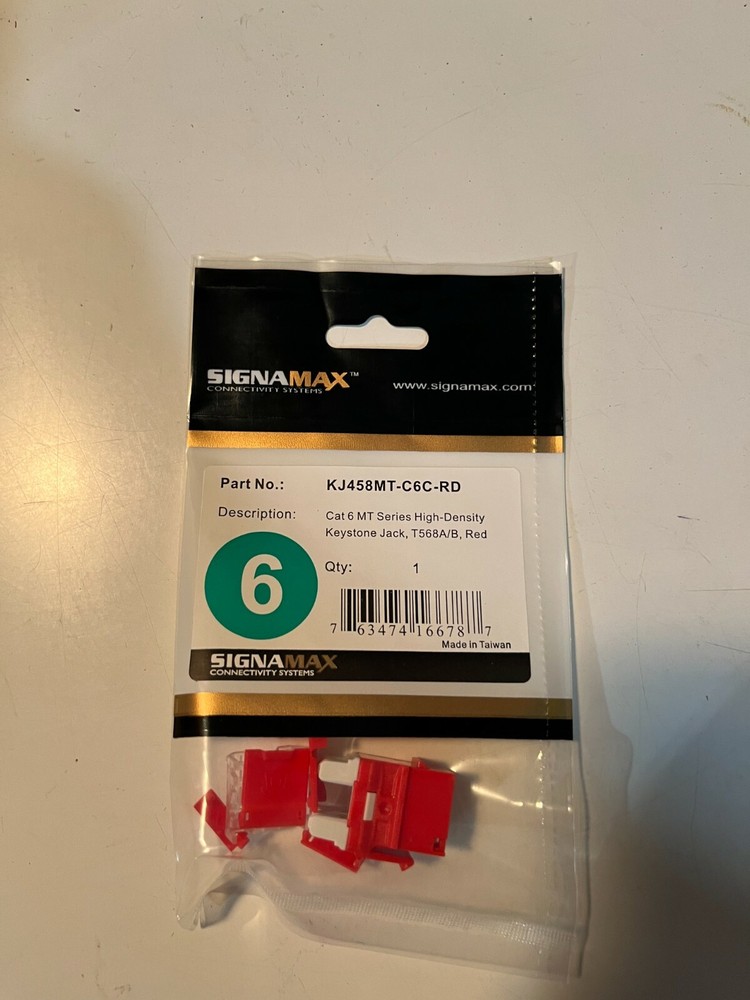 SIGNAMAX™
CONNECTIVITY SYSTEMS
www.signamax.com
Part No.: KJ458MT-C6C-RD
Description: Cat 6 MT Series High-Density
Keystone Jack, T568A/B, Red
6
Qty: 1
7 63474 16678 7
Made in Taiwan
SIGNAMAX
CONNECTIVITY SYSTEMS